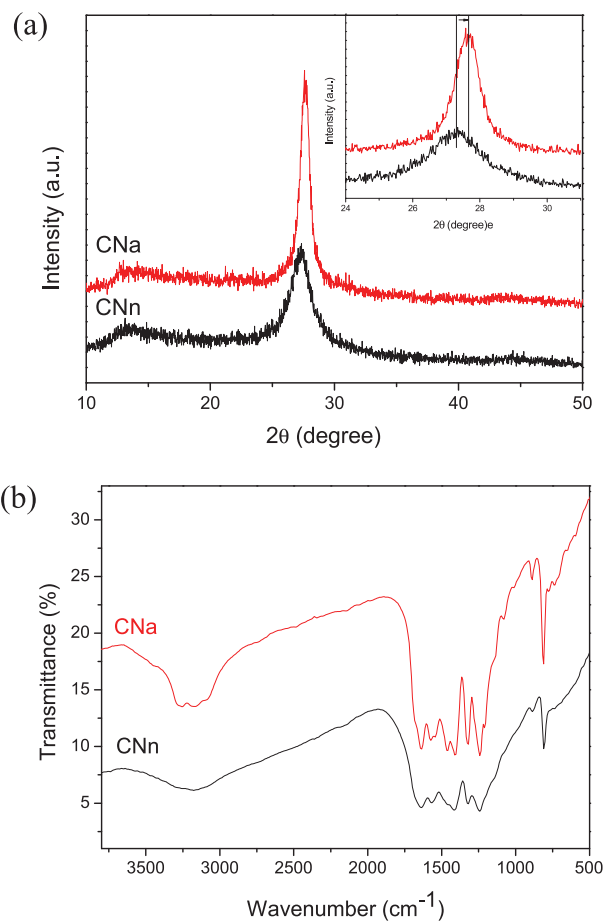 (a)
Intensity (a.u.)
CNa
CNn
10 20 30 40 50
2θ (degree)
Intensity (a.u.)
24 26 28 30
2θ (degree)e
(b)
Transmittance (%)
30
25
20
15
10
5
CNa
CNn
3500 3000 2500 2000 1500 1000 500
Wavenumber (cm⁻¹)